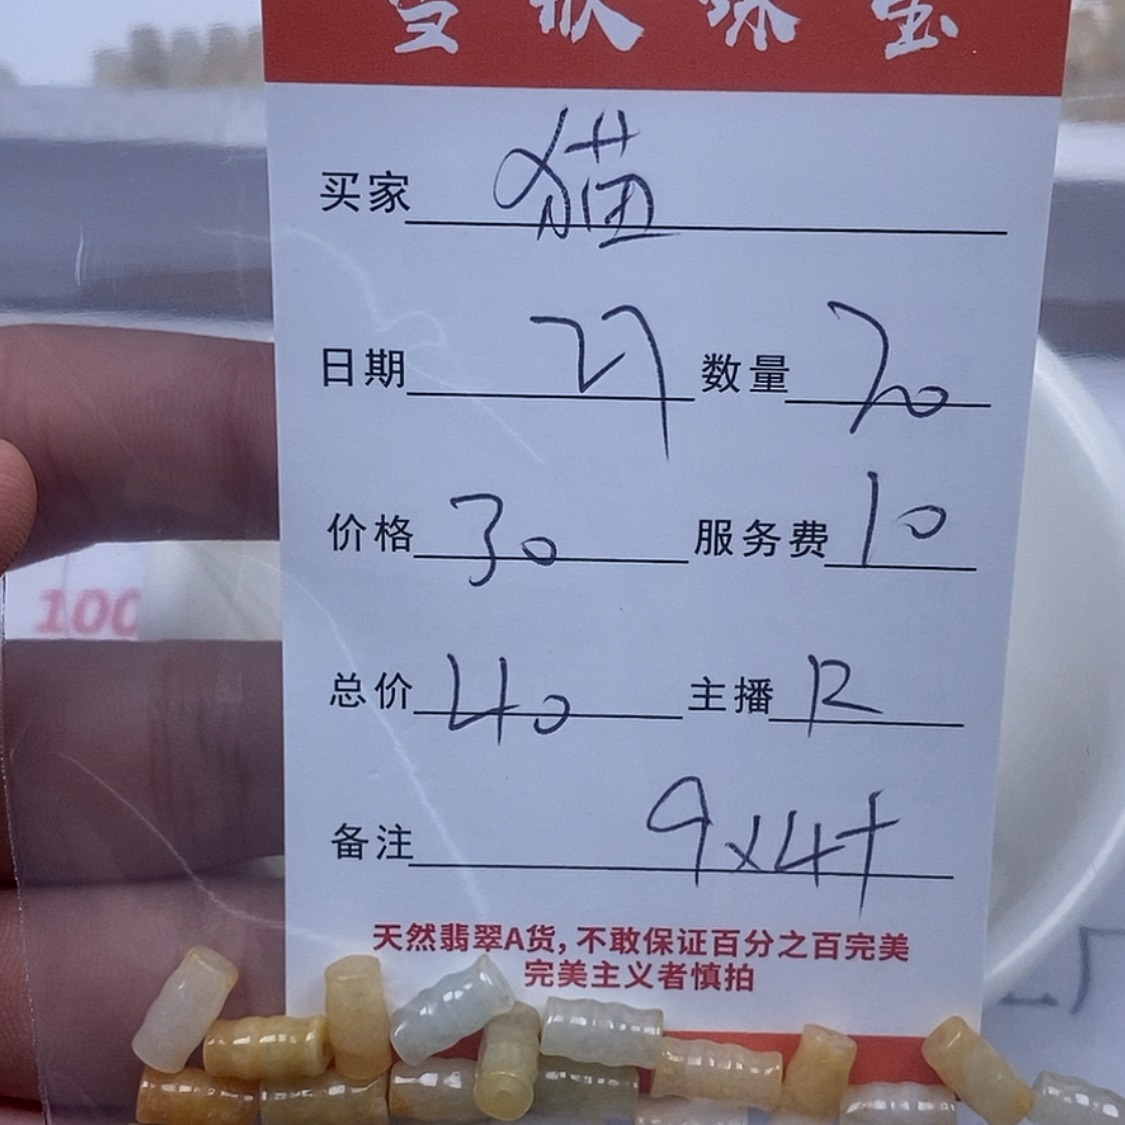 买家 猫
日期 27 数量 20
价格 30 服务费 10
总价 40 主播 R
备注 9x4+
天然翡翠A货,不敢保证百分之百完美
完美主义者慎拍
100